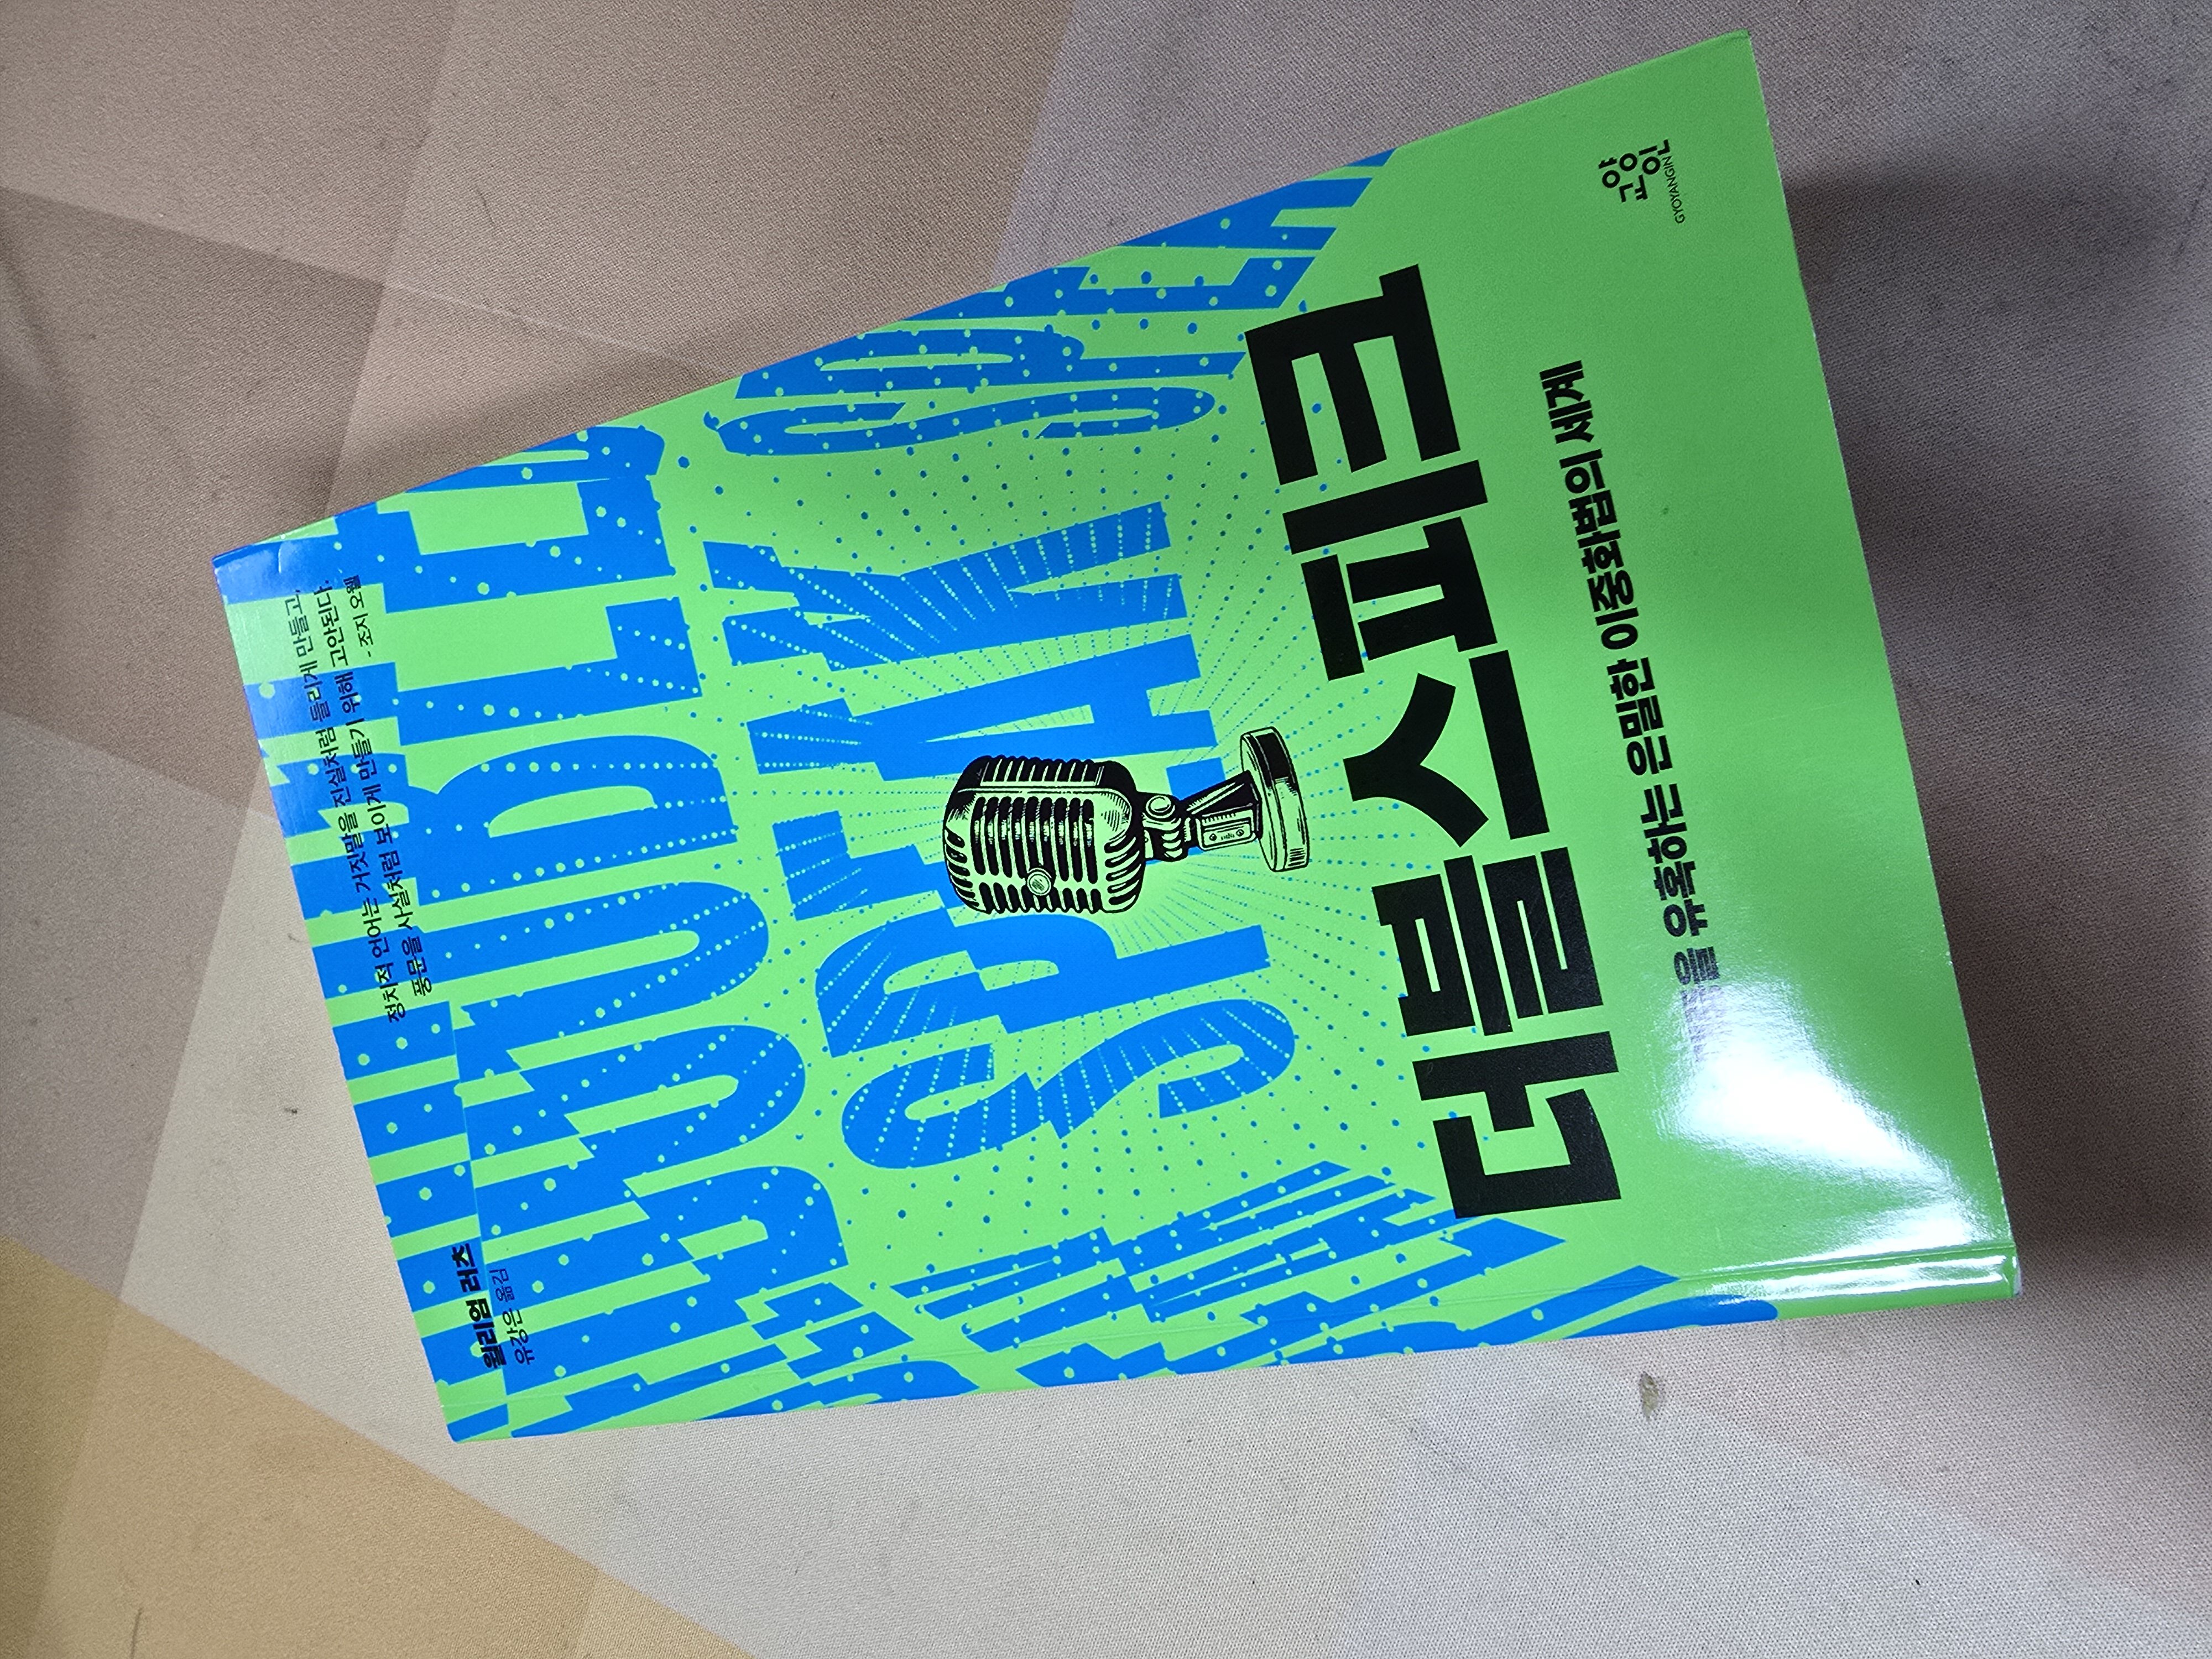 윌리엄 러츠
유강은 옮김
정치적 언어는 거짓말을 진실처럼 들리게 만들고,
풍문을 사실처럼 보이게 만들기 위해 고안된다.
- 조지 오웰
DOUBLE
SPEAK
더블스피크
유혹하는 은밀한 이중화법의 세계
교양인
GYOYANGIN